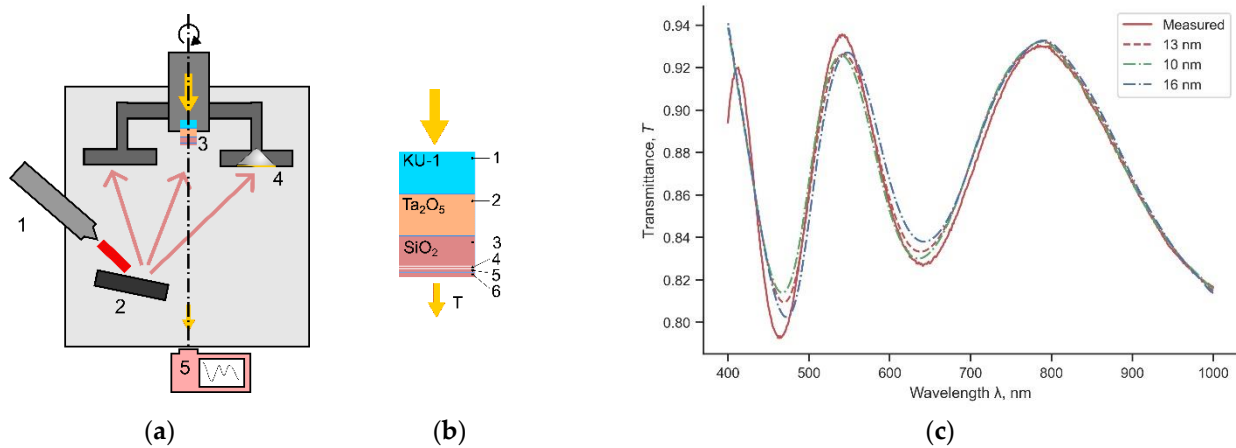 1
2
3
4
5
(a)
KU-1
1
Ta₂O₅
2
SiO₂
3
4
5
6
T
(b)
Transmittance, T
0.94
0.92
0.90
0.88
0.86
0.84
0.82
0.80
400
500
600
700
800
900
1000
Wavelength λ, nm
Measured
13 nm
10 nm
16 nm
(c)